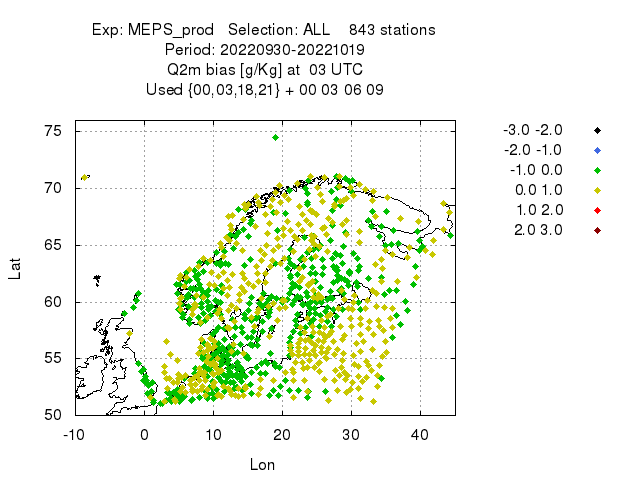 Exp: MEPS_prod   Selection: ALL    843 stations
Period: 20220930-20221019
Q2m bias [g/Kg] at  03 UTC
Used {00,03,18,21} + 00 03 06 09
-3.0 -2.0
-2.0 -1.0
-1.0 0.0
0.0 1.0
1.0 2.0
2.0 3.0
Lat
75
70
65
60
55
50
-10 0 10 20 30 40
Lon